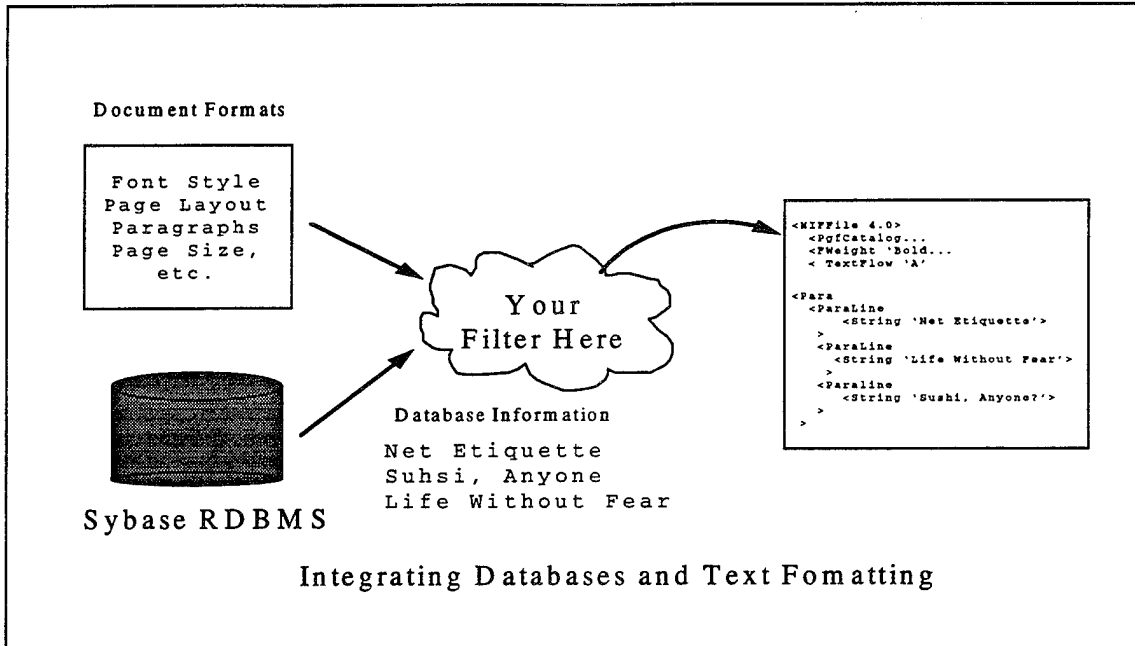 Document Formats
Font Style
Page Layout
Paragraphs
Page Size,
etc.
Sybase RDBMS
Your
Filter Here
Database Information
Net Etiquette
Suhsi, Anyone
Life Without Fear
<MIFFile 4.0>
<PgfCatalog...
<FWeight 'Bold...
< TextFlow 'A'
<Para
<ParaLine
<String 'Net Etiquette'>
>
<ParaLine
<String 'Life Without Fear'>
>
<Paraline
<String 'Sushi, Anyone?'>
>
>
Integrating Databases and Text Fomatting